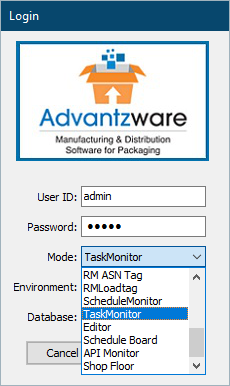 Login
Advantzware
Manufacturing & Distribution
Software for Packaging
User ID: admin
Password: •••••
Mode: TaskMonitor
RM ASN Tag
RMLoadtag
ScheduleMonitor
Environment: TaskMonitor
Editor
Database: Schedule Board
API Monitor
Cancel
Shop Floor